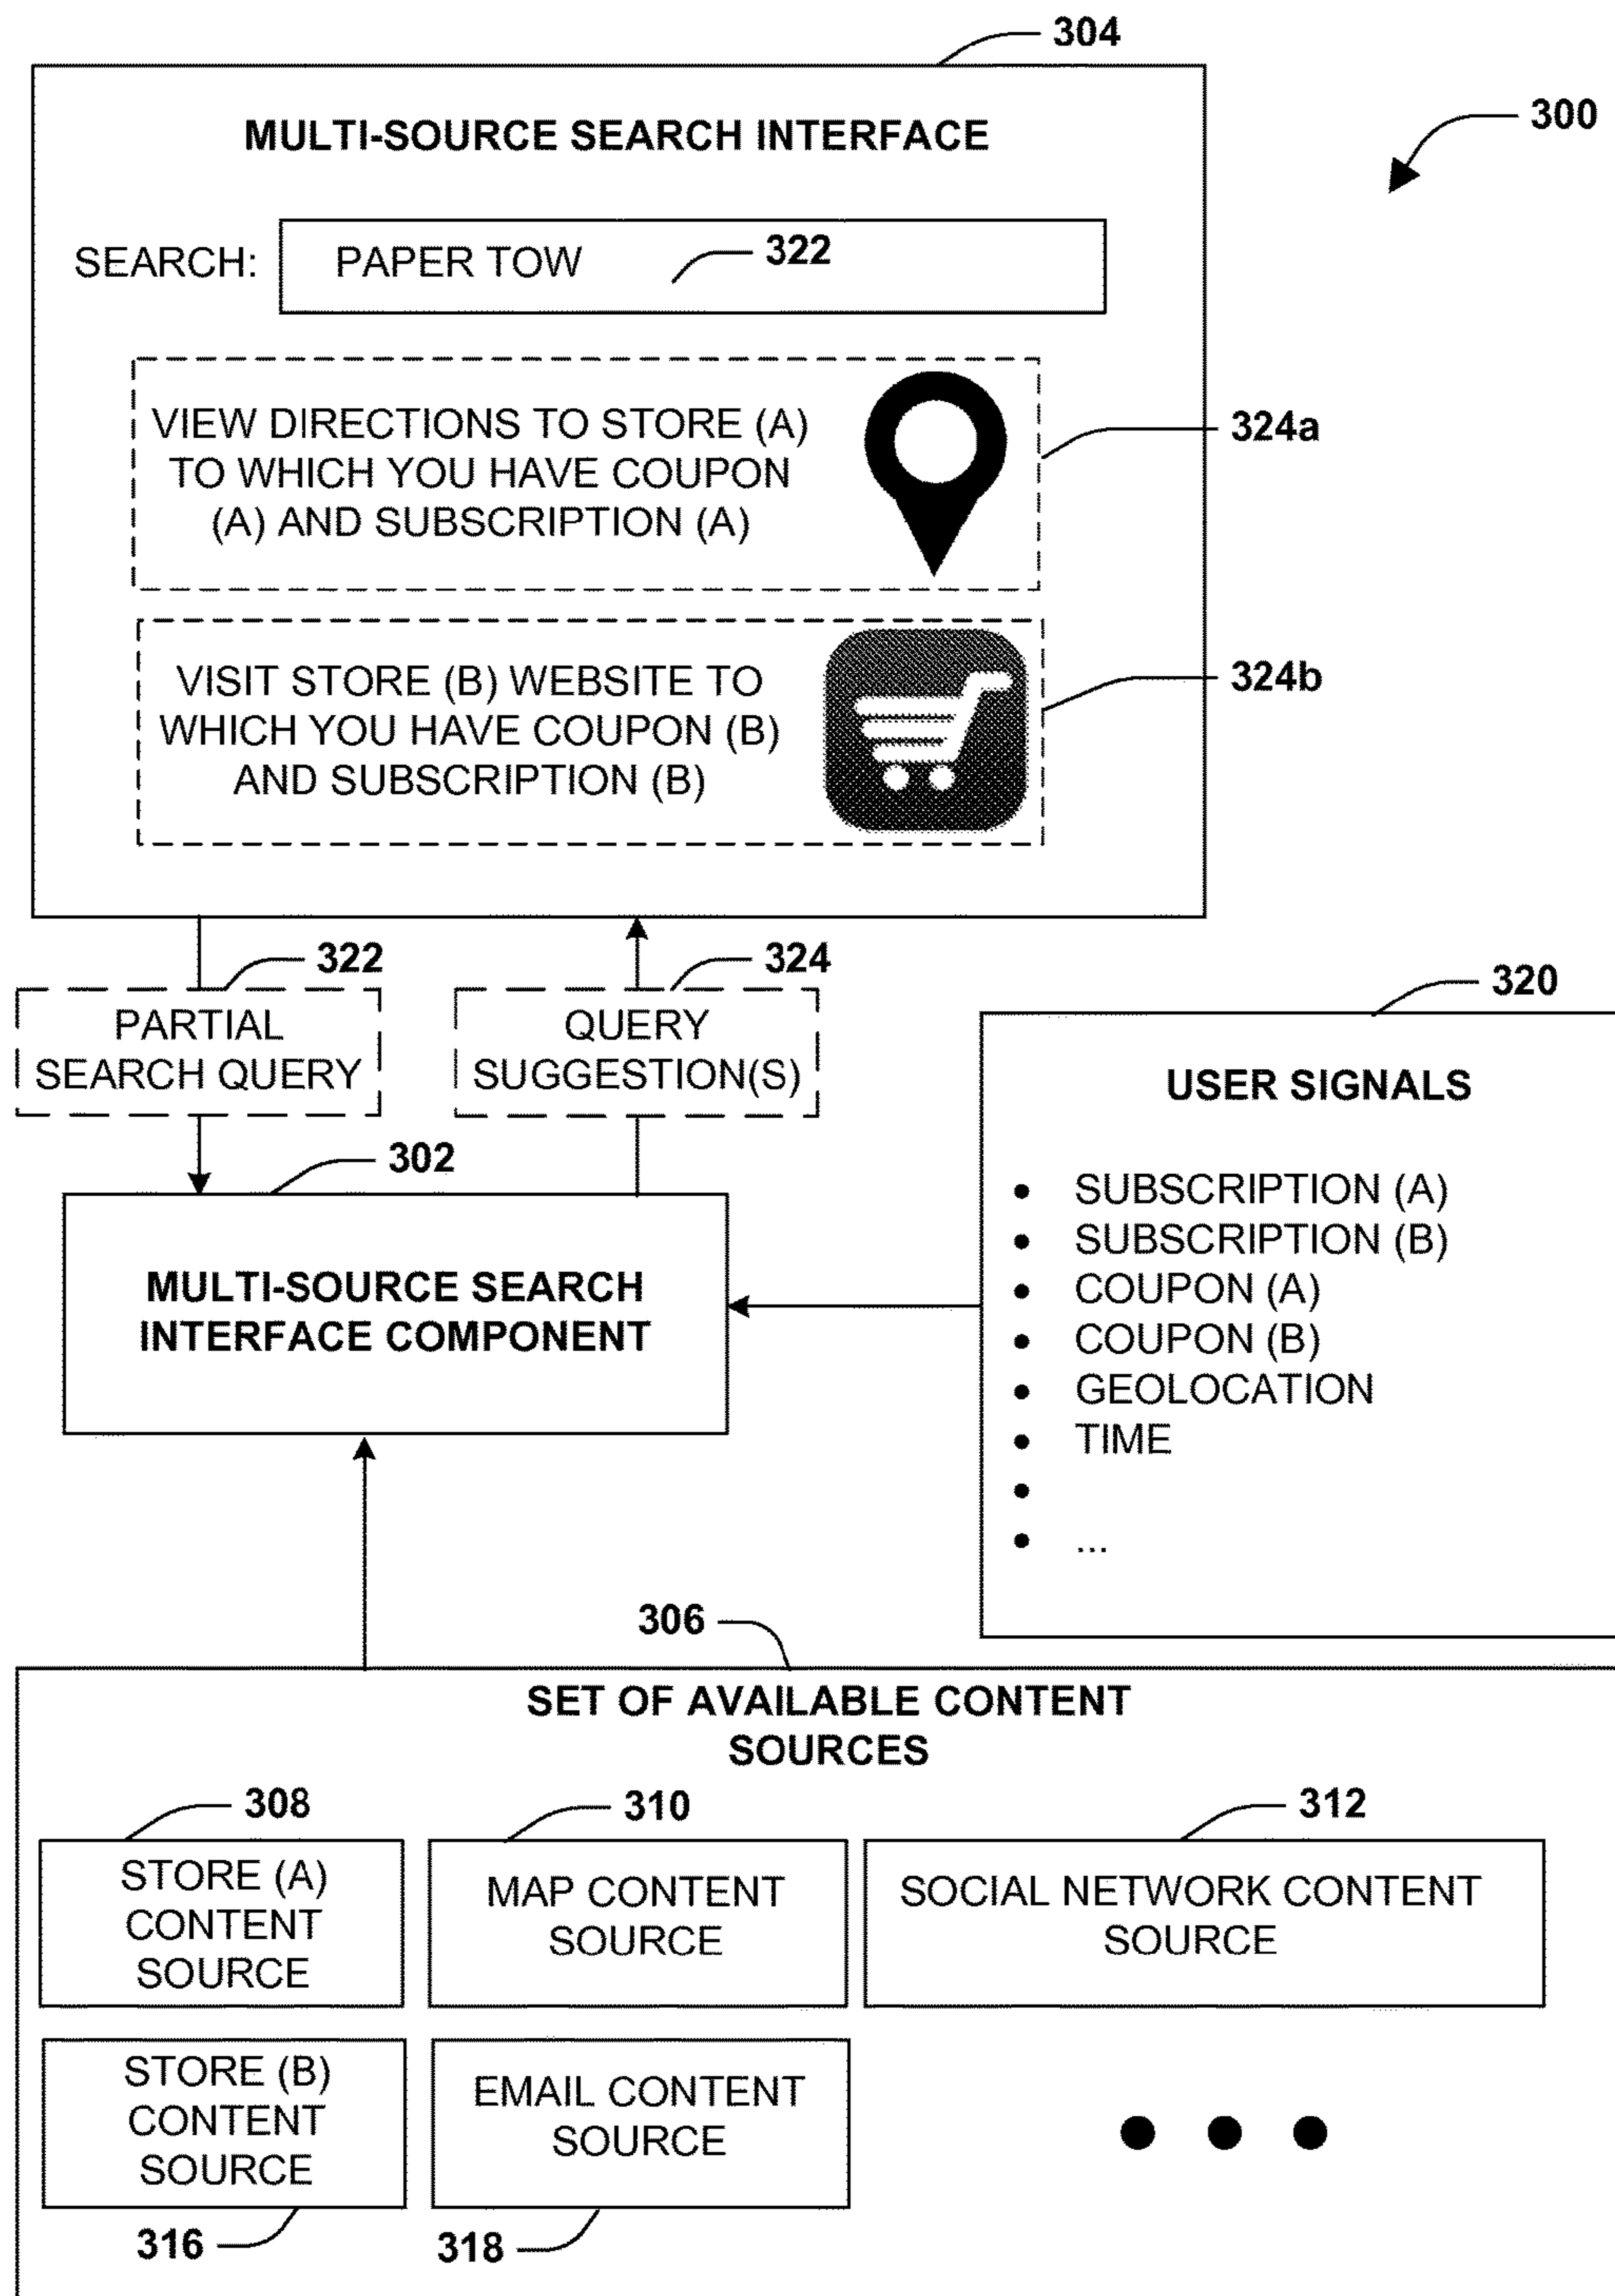 304
300
MULTI-SOURCE SEARCH INTERFACE
SEARCH: PAPER TOW 322
VIEW DIRECTIONS TO STORE (A)
TO WHICH YOU HAVE COUPON
(A) AND SUBSCRIPTION (A)
324a
VISIT STORE (B) WEBSITE TO
WHICH YOU HAVE COUPON (B)
AND SUBSCRIPTION (B)
324b
322
PARTIAL
SEARCH QUERY
324
QUERY
SUGGESTION(S)
302
MULTI-SOURCE SEARCH
INTERFACE COMPONENT
320
USER SIGNALS
• SUBSCRIPTION (A)
• SUBSCRIPTION (B)
• COUPON (A)
• COUPON (B)
• GEOLOCATION
• TIME
•
• ...
306
SET OF AVAILABLE CONTENT
SOURCES
308
STORE (A)
CONTENT
SOURCE
310
MAP CONTENT
SOURCE
312
SOCIAL NETWORK CONTENT
SOURCE
STORE (B)
CONTENT
SOURCE
316
EMAIL CONTENT
SOURCE
318